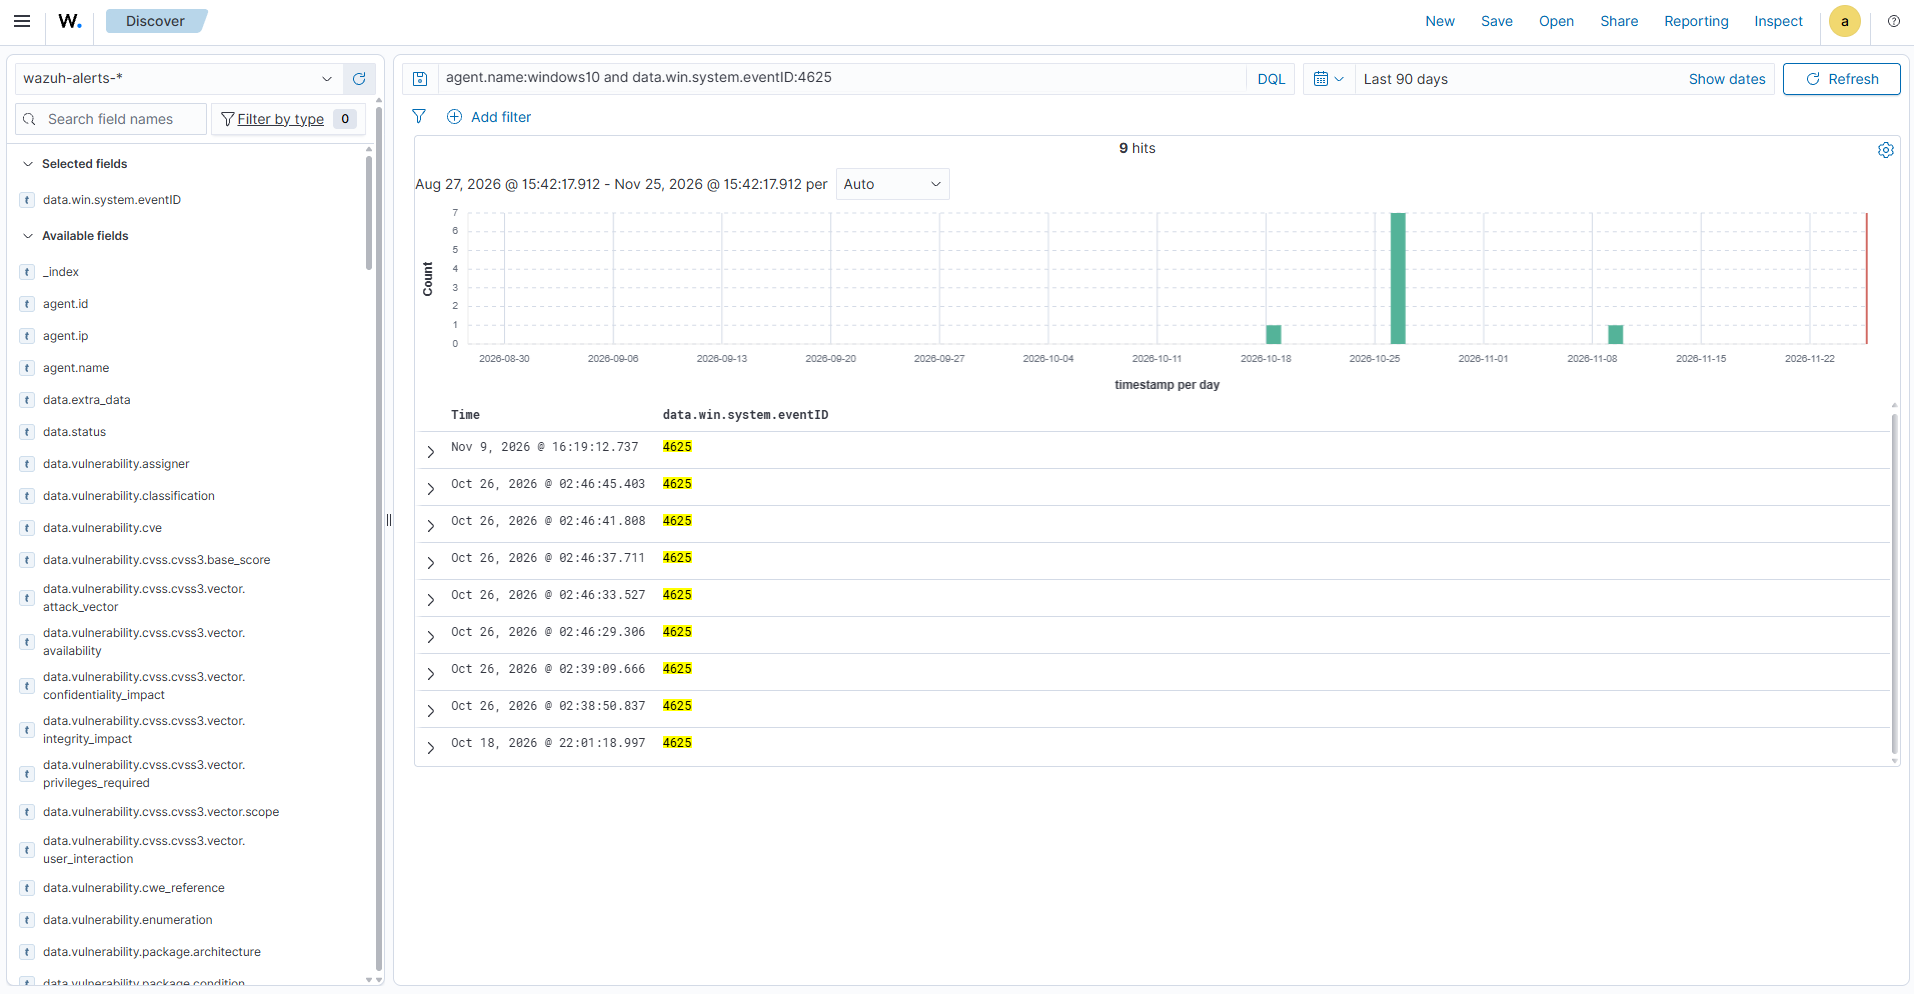 W.
Discover
New Save Open Share Reporting Inspect a
wazuh-alerts-*
Search field names
Filter by type 0
Selected fields
t data.win.system.eventID
Available fields
t _index
t agent.id
t agent.ip
t agent.name
t data.extra_data
t data.status
t data.vulnerability.assigner
t data.vulnerability.classification
t data.vulnerability.cve
t data.vulnerability.cvss.cvss3.base_score
t data.vulnerability.cvss.cvss3.vector.
attack_vector
t data.vulnerability.cvss.cvss3.vector.
availability
t data.vulnerability.cvss.cvss3.vector.
confidentiality_impact
t data.vulnerability.cvss.cvss3.vector.
integrity_impact
t data.vulnerability.cvss.cvss3.vector.
privileges_required
t data.vulnerability.cvss.cvss3.vector.scope
t data.vulnerability.cvss.cvss3.vector.
user_interaction
t data.vulnerability.cwe_reference
t data.vulnerability.enumeration
t data.vulnerability.package.architecture
t data.vulnerability.package.condition
agent.name:windows10 and data.win.system.eventID:4625
DQL
Last 90 days
Show dates
Refresh
Add filter
9 hits
Aug 27, 2026 @ 15:42:17.912 - Nov 25, 2026 @ 15:42:17.912 per Auto
Count
7
6
5
4
3
2
1
0
2026-08-30 2026-09-06 2026-09-13 2026-09-20 2026-09-27 2026-10-04 2026-10-11 2026-10-18 2026-10-25 2026-11-01 2026-11-08 2026-11-15 2026-11-22
timestamp per day
Time data.win.system.eventID
Nov 9, 2026 @ 16:19:12.737 4625
Oct 26, 2026 @ 02:46:45.403 4625
Oct 26, 2026 @ 02:46:41.808 4625
Oct 26, 2026 @ 02:46:37.711 4625
Oct 26, 2026 @ 02:46:33.527 4625
Oct 26, 2026 @ 02:46:29.306 4625
Oct 26, 2026 @ 02:39:09.666 4625
Oct 26, 2026 @ 02:38:50.837 4625
Oct 18, 2026 @ 22:01:18.997 4625